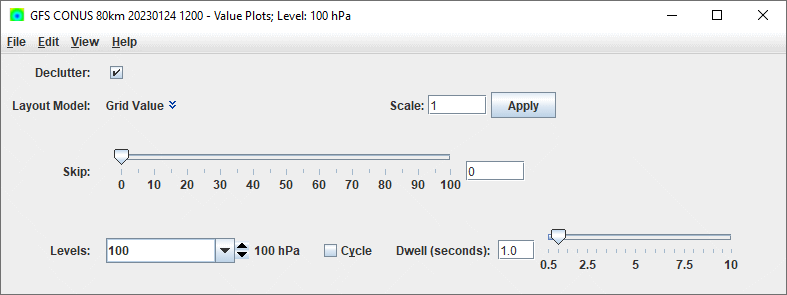 GFS CONUS 80km 20230124 1200 - Value Plots; Level: 100 hPa
File Edit View Help
Declutter:
Layout Model: Grid Value Scale: 1 Apply
Skip: 0
0 10 20 30 40 50 60 70 80 90 100
Levels: 100 100 hPa Cycle Dwell (seconds): 1.0
0.5 2.5 5 7.5 10